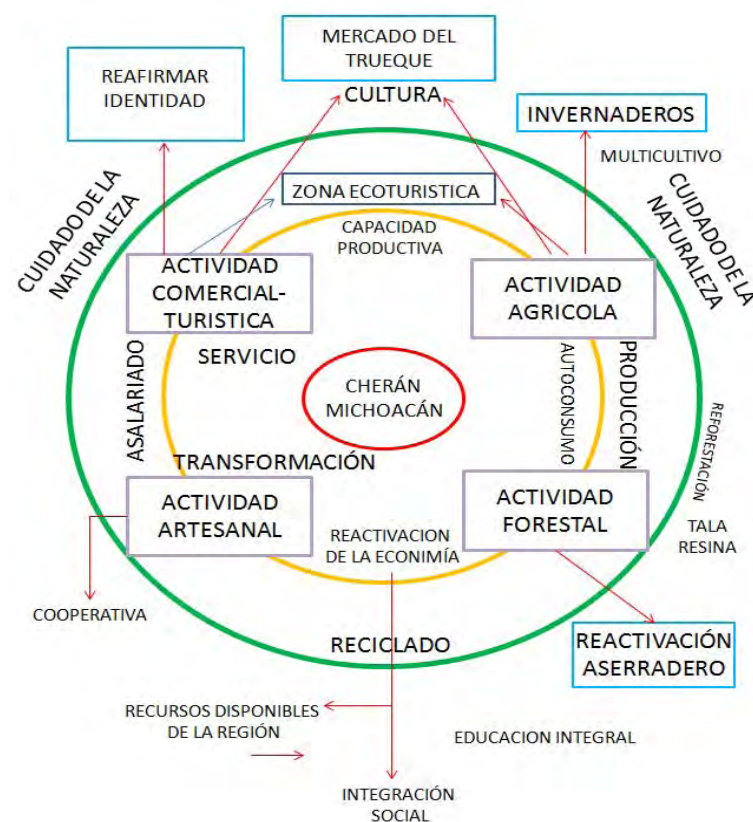 MERCADO DEL
TRUEQUE
CULTURA
REAFIRMAR
IDENTIDAD
INVERNADEROS
MULTICULTIVO
CUIDADO DE LA
NATURALEZA
ZONA ECOTURISTICA
CUIDADO DE LA
NATURALEZA
CAPACIDAD
PRODUCTIVA
ACTIVIDAD
COMERCIAL-
TURISTICA
ACTIVIDAD
AGRICOLA
SERVICIO
ASALARIADO
CHERÁN
MICHOACÁN
AUTOCONSUMO
PRODUCCIÓN
REFORESTACIÓN
TRANSFORMACIÓN
ACTIVIDAD
ARTESANAL
ACTIVIDAD
FORESTAL
TALA
RESINA
REACTIVACION
DE LA ECONIMÍA
COOPERATIVA
RECICLADO
REACTIVACIÓN
ASERRADERO
RECURSOS DISPONIBLES
DE LA REGIÓN
EDUCACION INTEGRAL
INTEGRACIÓN
SOCIAL